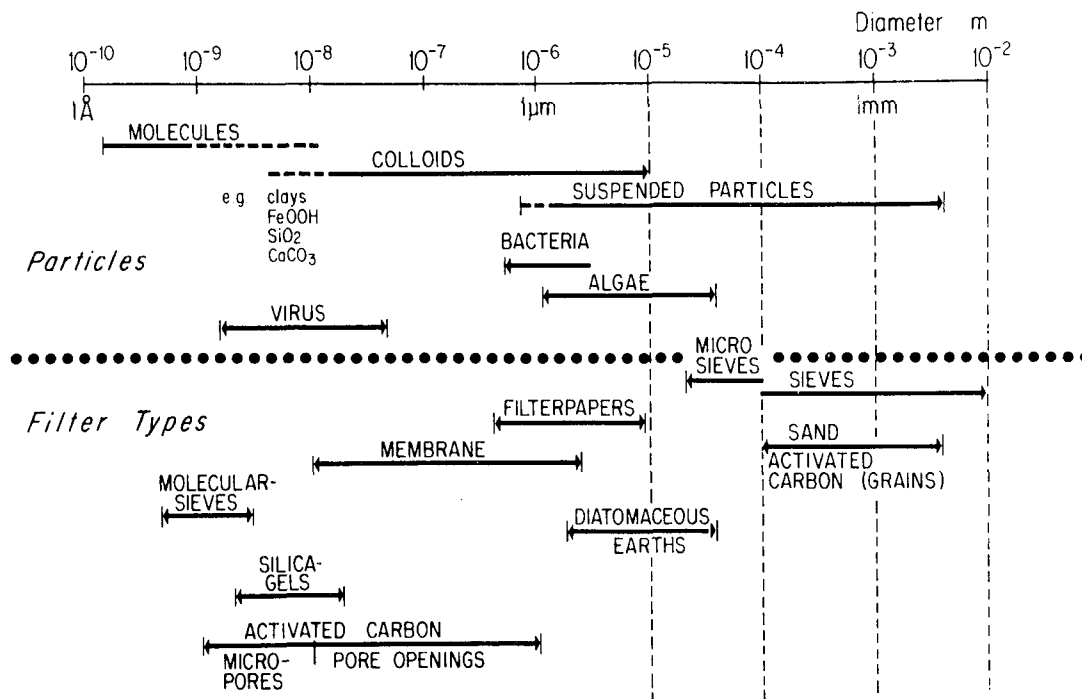 Diameter m
10⁻¹⁰ 10⁻⁹ 10⁻⁸ 10⁻⁷ 10⁻⁶ 10⁻⁵ 10⁻⁴ 10⁻³ 10⁻²
1Å 1μm 1mm
MOLECULES
COLLOIDS
e.g. clays
FeOOH
SiO₂
CaCO₃
SUSPENDED PARTICLES
BACTERIA
Particles
ALGAE
VIRUS
MICRO
SIEVES
SIEVES
Filter Types
FILTERPAPERS
SAND
ACTIVATED
CARBON (GRAINS)
MEMBRANE
MOLECULAR-
SIEVES
DIATOMACEOUS
EARTHS
SILICA-
GELS
ACTIVATED CARBON
MICRO-
PORES
PORE OPENINGS